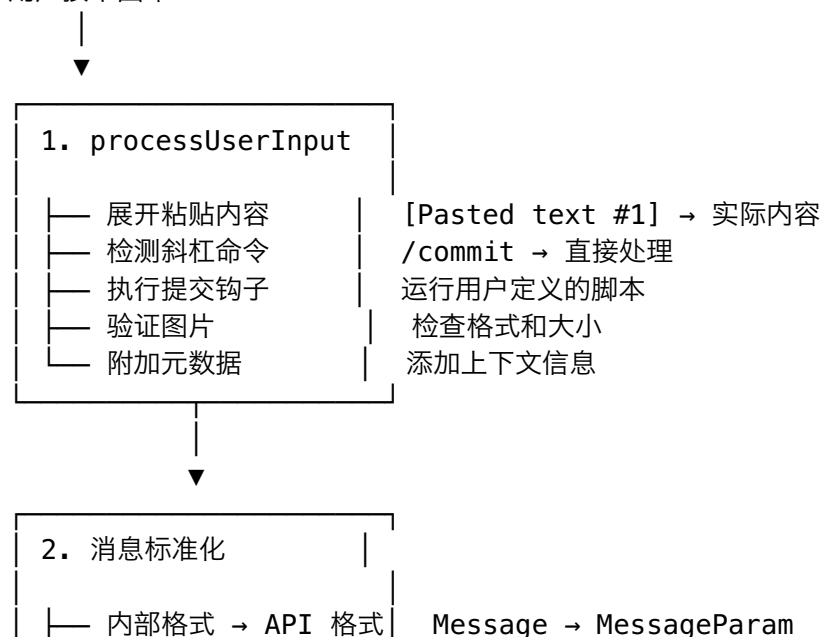 1. processUserInput
├── 展开粘贴内容 [Pasted text #1] → 实际内容
├── 检测斜杠命令 /commit → 直接处理
├── 执行提交钩子 运行用户定义的脚本
├── 验证图片 检查格式和大小
└── 附加元数据 添加上下文信息
2. 消息标准化
├── 内部格式 → API 格式 Message → MessageParam